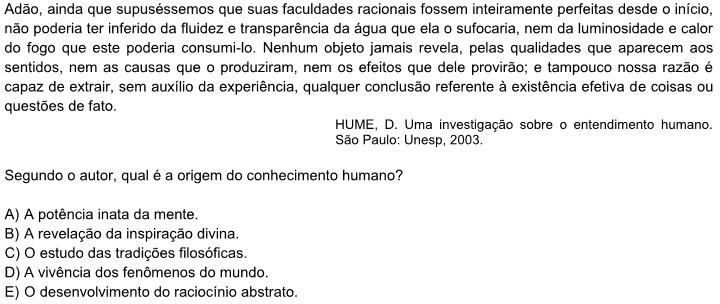 Adão, ainda que supuséssemos que suas faculdades racionais fossem inteiramente perfeitas desde o início,
não poderia ter inferido da fluidez e transparência da água que ela o sufocaria, nem da luminosidade e calor
do fogo que este poderia consumi-lo. Nenhum objeto jamais revela, pelas qualidades que aparecem aos
sentidos, nem as causas que o produziram, nem os efeitos que dele provirão; e tampouco nossa razão é
capaz de extrair, sem auxílio da experiência, qualquer conclusão referente à existência efetiva de coisas ou
questões de fato.
HUME, D. Uma investigação sobre o entendimento humano.
São Paulo: Unesp, 2003.
Segundo o autor, qual é a origem do conhecimento humano?
A) A potência inata da mente.
B) A revelação da inspiração divina.
C) O estudo das tradições filosóficas.
D) A vivência dos fenômenos do mundo.
E) O desenvolvimento do raciocínio abstrato.